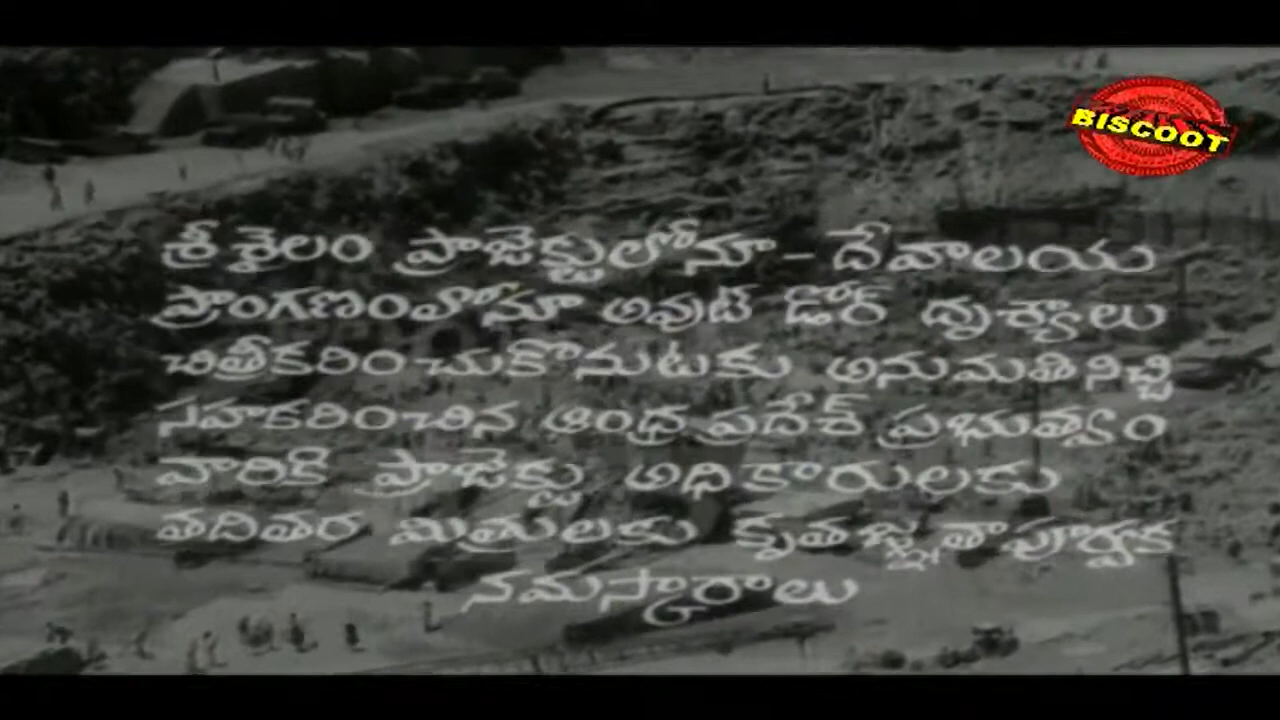 BISCOOT
శ్రీశైలం ప్రాజెక్టులోనూ - దేవాలయ
ప్రాంగణంలోనూ అవుట్ డోర్ దృశ్యాలు
చిత్రీకరించుకొనుటకు అనుమతినిచ్చి
సహకరించిన ఆంధ్ర ప్రదేశ్ ప్రభుత్వం
వారికి ప్రాజెక్టు అధికారులకు
తదితర మిత్రులకు కృతజ్ఞతాపూర్వక
నమస్కారాలు